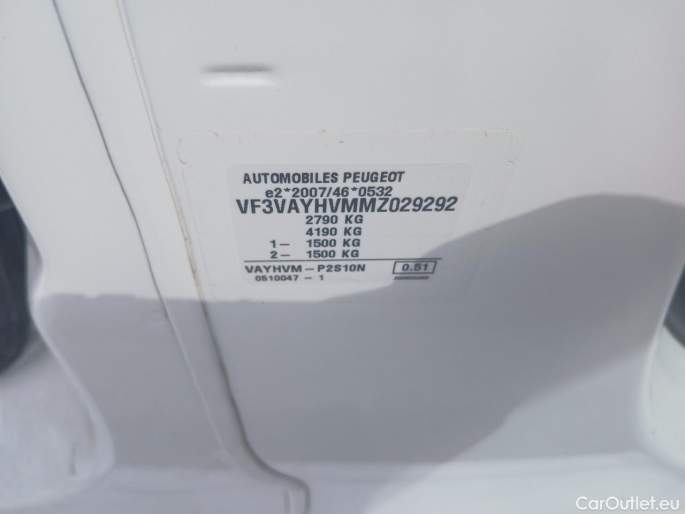 AUTOMOBILES PEUGEOT
e2*2007/46*0532
VF3VAYHVMMZ029292
2790 KG
4190 KG
1- 1500 KG
2- 1500 KG
VAYHVM-P2S10N 0.51
0510047 - 1
CarOutlet.eu